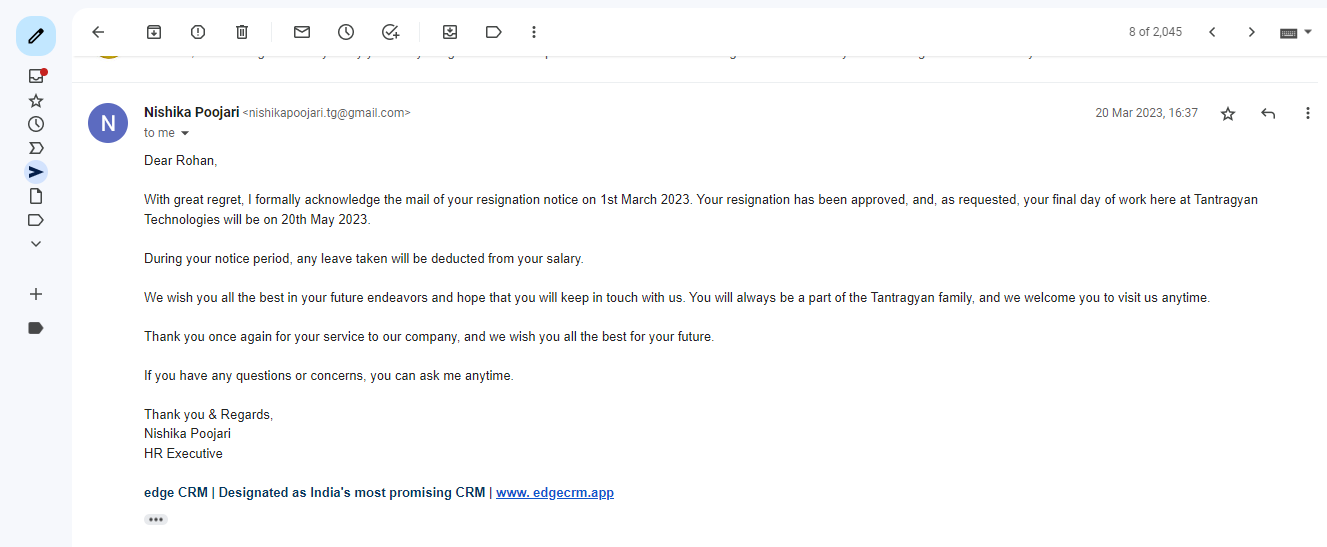 8 of 2,045
N
Nishika Poojari <nishikapoojari.tg@gmail.com>
20 Mar 2023, 16:37
to me
Dear Rohan,
With great regret, I formally acknowledge the mail of your resignation notice on 1st March 2023. Your resignation has been approved, and, as requested, your final day of work here at Tantragyan
Technologies will be on 20th May 2023.
During your notice period, any leave taken will be deducted from your salary.
We wish you all the best in your future endeavors and hope that you will keep in touch with us. You will always be a part of the Tantragyan family, and we welcome you to visit us anytime.
Thank you once again for your service to our company, and we wish you all the best for your future.
If you have any questions or concerns, you can ask me anytime.
Thank you & Regards,
Nishika Poojari
HR Executive
edge CRM | Designated as India's most promising CRM | www. edgecrm.app